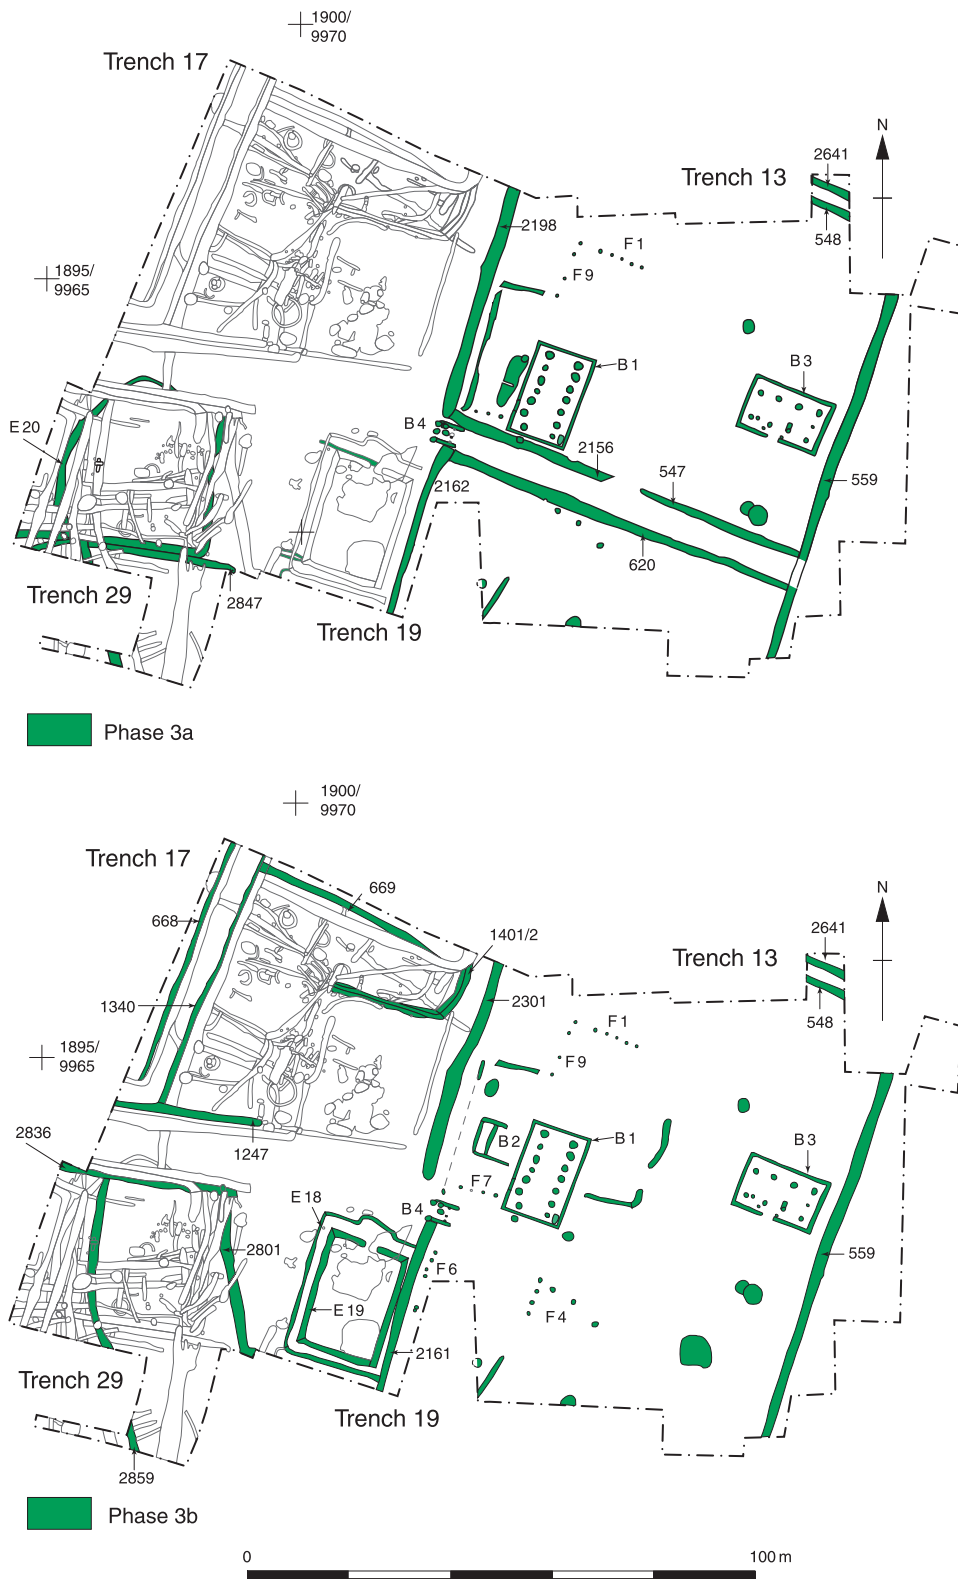 1900/
9970
Trench 17
N
2641
Trench 13
548
2198
F1
F9
1895/
9965
B1
B3
E20
B4
2156
547
559
2162
620
Trench 29
2847
Trench 19
Phase 3a
1900/
9970
Trench 17
669
N
668
1401/2
2641
Trench 13
2301
1340
548
F1
1895/
9965
F9
2836
1247
B2
B1
B3
F7
E18
B4
2801
559
F6
E19
F4
2161
Trench 29
Trench 19
2859
Phase 3b
0
100 m